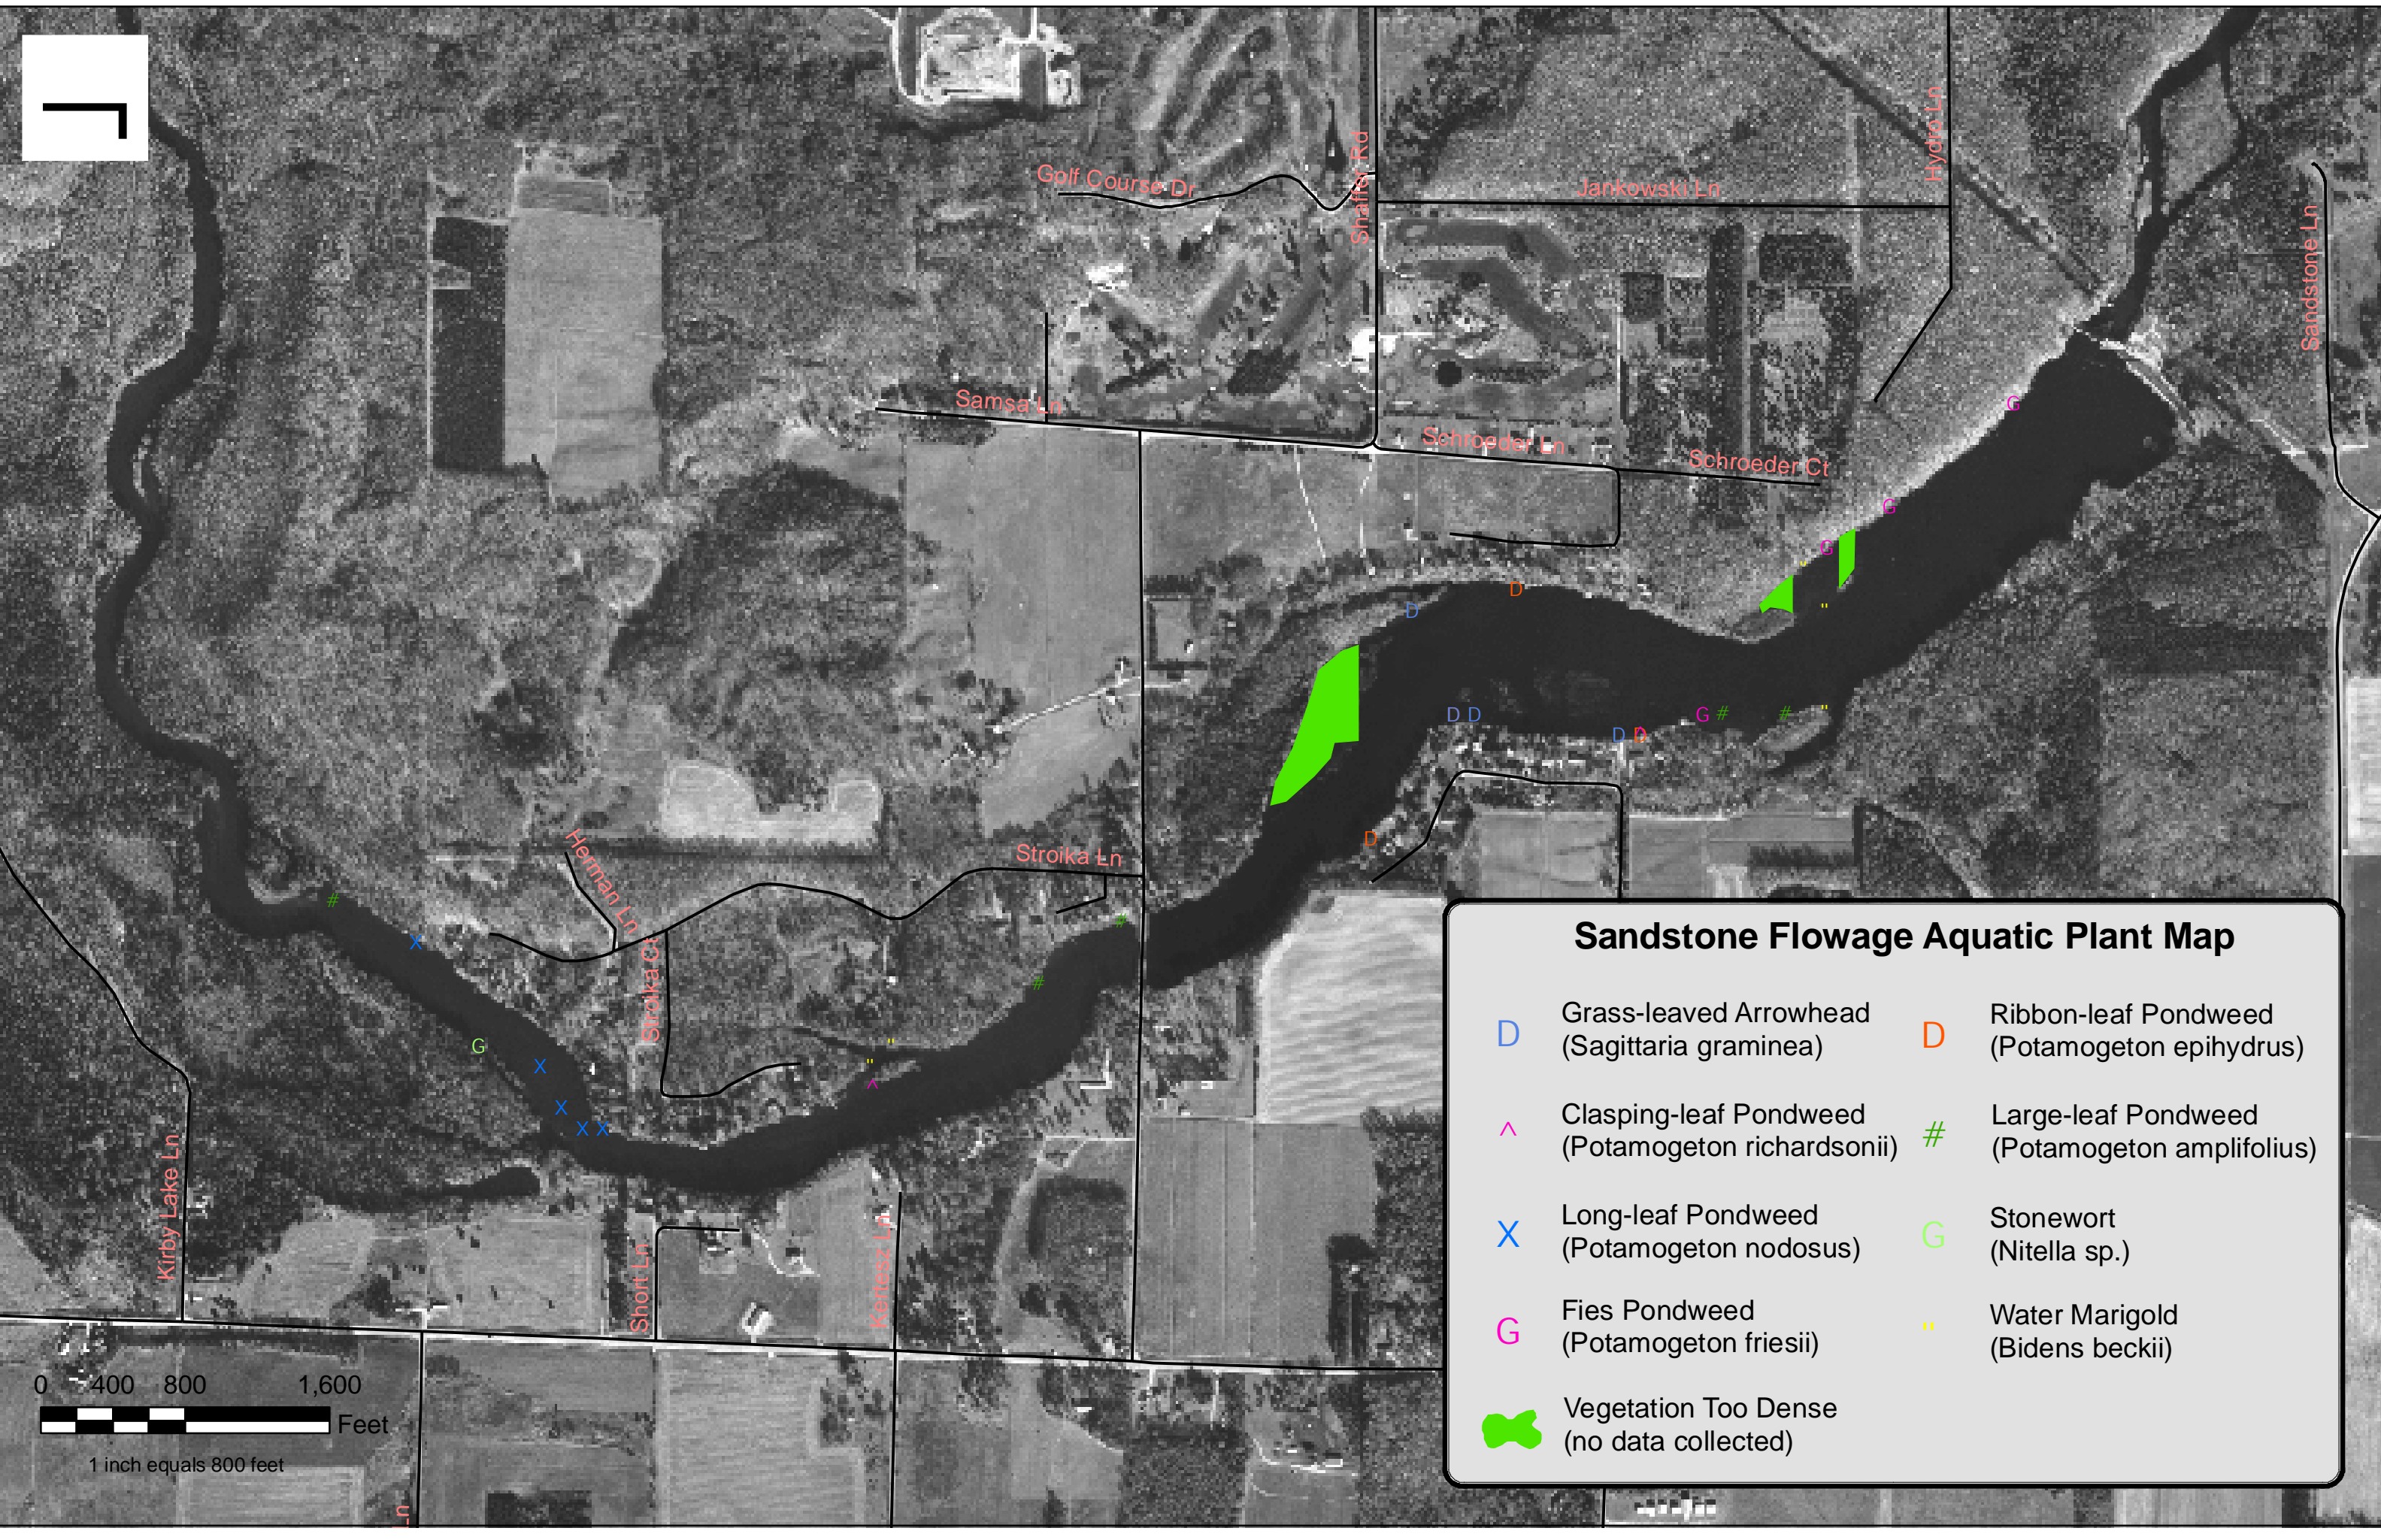 Golf Course Dr
Shaffer Rd
Jankowski Ln
Hydro Ln
Sandstone Ln
Samsa Ln
Schroeder Ln
Schroeder Ct
G
G
G
"
D
D
"
D D
D D
G #
#
"
D
Herman Ln
Stroika Ln
Stroika Ct
#
X
#
#
G
X
X
X X
"
"
^
Kirby Lake Ln
Short Ln
Kertesz Ln
Ln
0 400 800 1,600
Feet
1 inch equals 800 feet
Sandstone Flowage Aquatic Plant Map
D
Grass-leaved Arrowhead
(Sagittaria graminea)
D
Ribbon-leaf Pondweed
(Potamogeton epihydrus)
^
Clasping-leaf Pondweed
(Potamogeton richardsonii)
#
Large-leaf Pondweed
(Potamogeton amplifolius)
X
Long-leaf Pondweed
(Potamogeton nodosus)
G
Stonewort
(Nitella sp.)
G
Fies Pondweed
(Potamogeton friesii)
"
Water Marigold
(Bidens beckii)
Vegetation Too Dense
(no data collected)